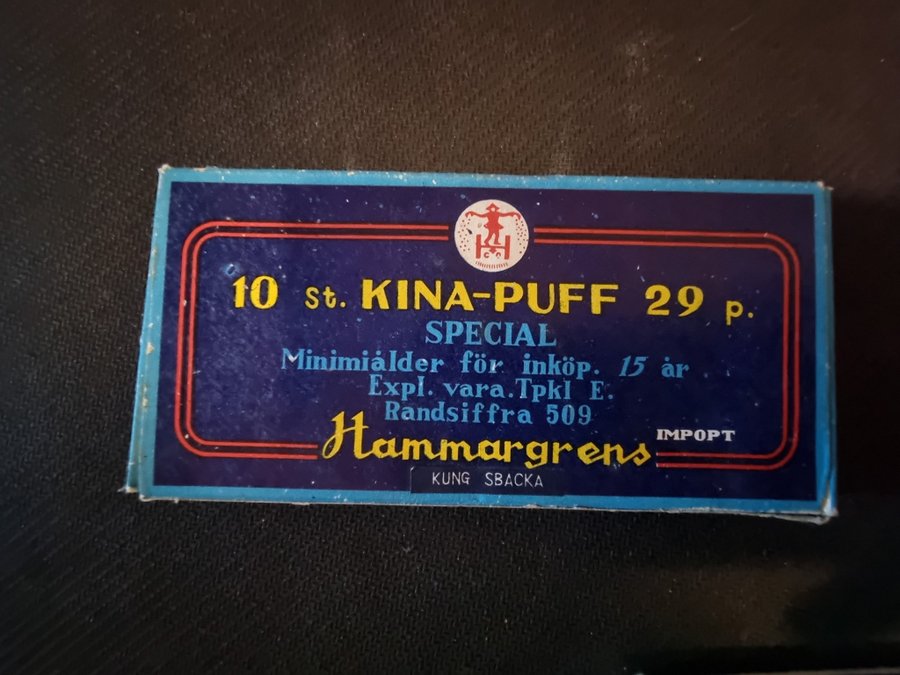 10 st. KINA-PUFF 29 p.
SPECIAL
Minimiålder för inköp. 15 år
Expl. vara. Tpkl E.
Randsiffra 509
Hammargrens
IMPOPT
KUNG SBACKA